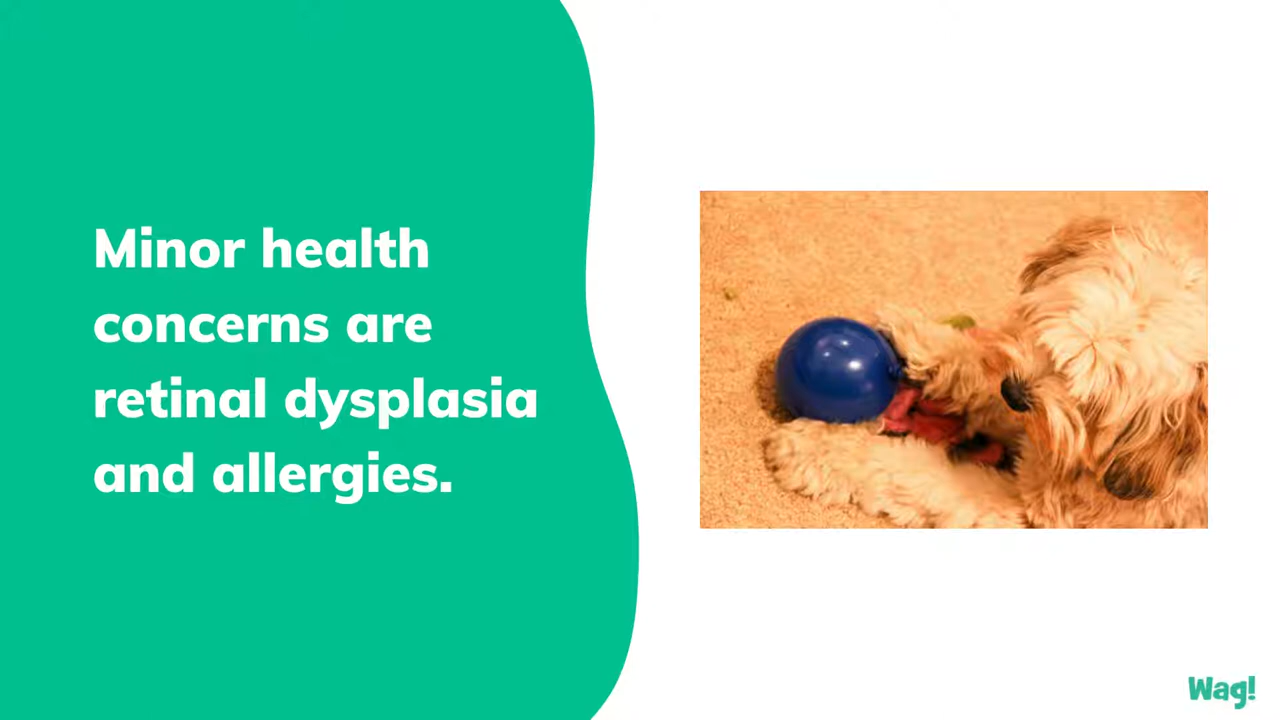 Minor health
concerns are
retinal dysplasia
and allergies.
Wag!